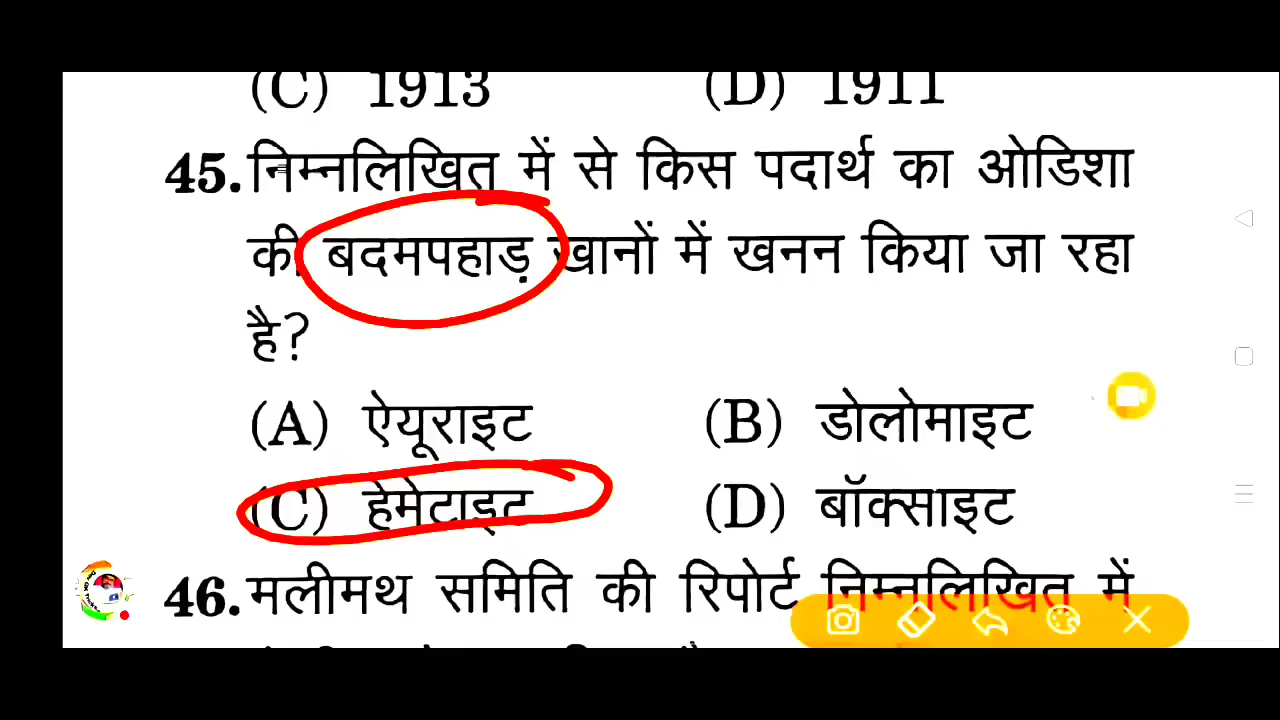 (C) 1913 (D) 1911
45. निम्नलिखित में से किस पदार्थ का ओडिशा
की बदमपहाड़ खानों में खनन किया जा रहा
है?
(A) ऐयूराइट (B) डोलोमाइट
(C) हेमेटाइट (D) बॉक्साइट
46. मलीमथ समिति की रिपोर्ट निम्नलिखित में